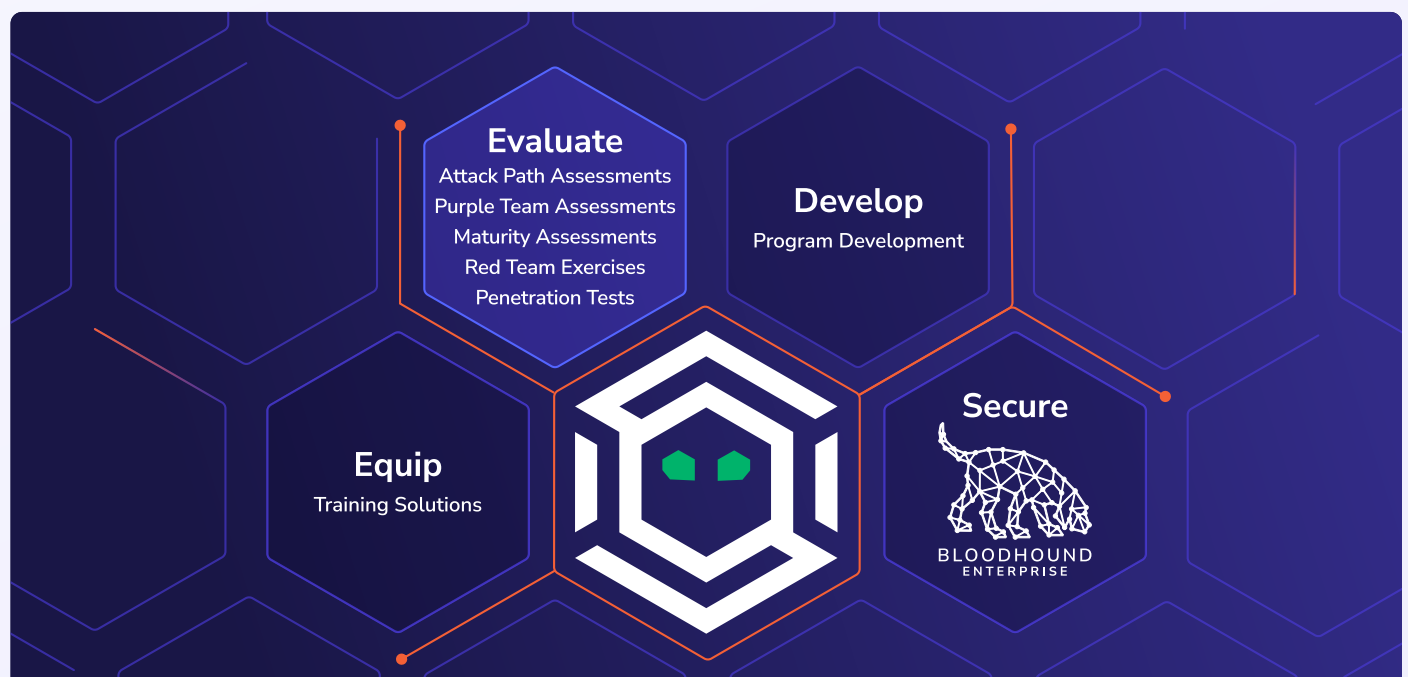 Evaluate
Attack Path Assessments
Purple Team Assessments
Maturity Assessments
Red Team Exercises
Penetration Tests
Develop
Program Development
Equip
Training Solutions
Secure
BLOODHOUND
ENTERPRISE